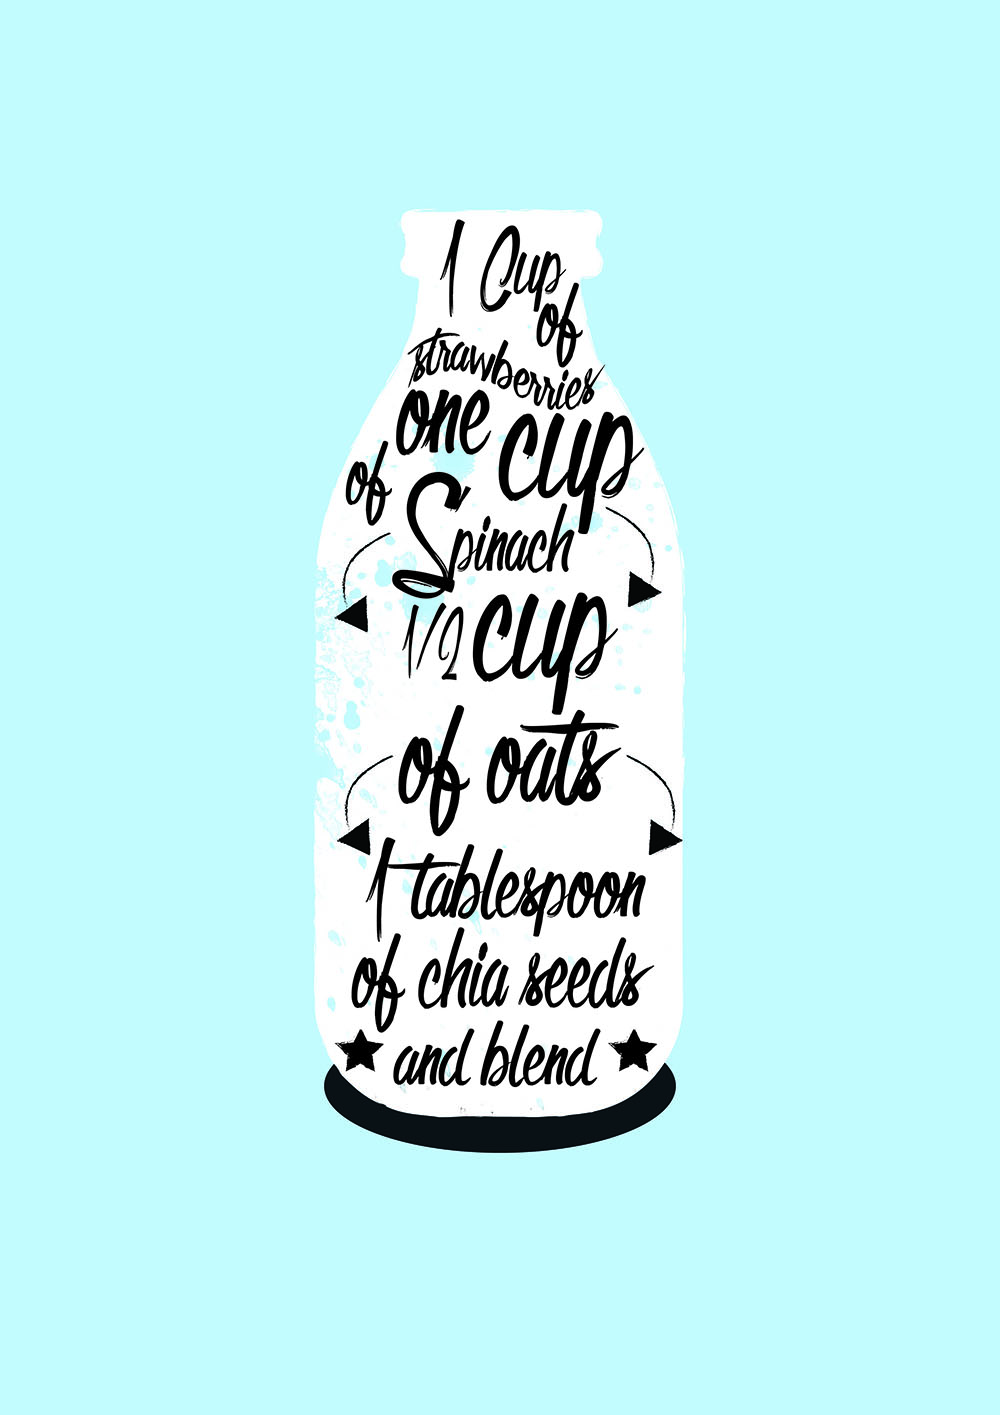 1 Cup
of
strawberries
one cup
of Spinach
1/2 cup
of oats
1 tablespoon
of chia seeds
and blend